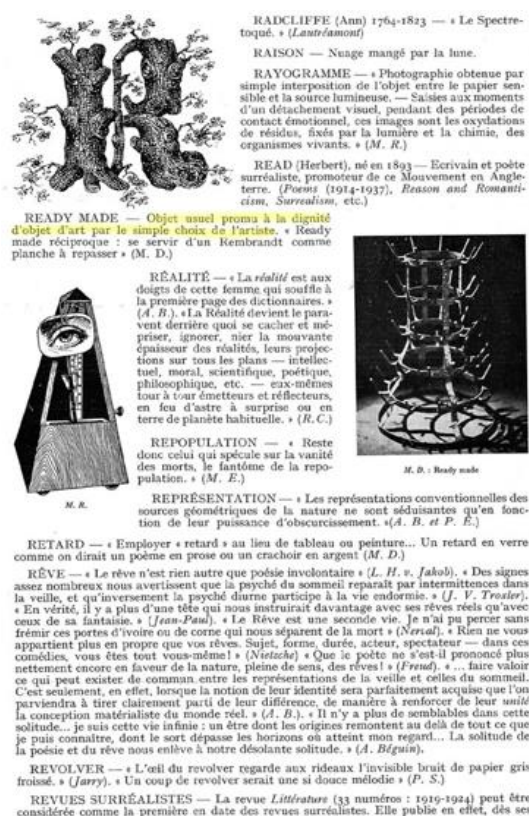 R
RADCLIFFE (Ann) 1764-1823 — « Le Spectre-
toqué. » (Lautréamont)
RAISON — Nuage mangé par la lune.
RAYOGRAMME — « Photographie obtenue par
simple interposition de l'objet entre le papier sen-
sible et la source lumineuse. — Saisies aux moments
d'un détachement visuel, pendant des périodes de
contact émotionnel, ces images sont les oxydations
de résidus, fixés par la lumière et la chimie, des
organismes vivants. » (M. R.)
READ (Herbert), né en 1893 — Ecrivain et poète
surréaliste, promoteur de ce Mouvement en Angle-
terre. (Poems (1914-1937), Reason and Romanti-
cism, Surrealism, etc.)
READY MADE — Objet usuel promu à la dignité
d'objet d'art par le simple choix de l'artiste. « Ready
made réciproque : se servir d'un Rembrandt comme
planche à repasser » (M. D.)
RÉALITÉ — « La réalité est aux
doigts de cette femme qui souffle à
la première page des dictionnaires. »
(A. B.). « La Réalité devient le para-
vent derrière quoi se cacher et mé-
priser, ignorer, nier la mouvante
épaisseur des réalités, leurs projec-
tions sur tous les plans — intellec-
tuel, moral, scientifique, poétique,
philosophique, etc. — eux-mêmes
tour à tour émetteurs et réflecteurs,
en feu d'astre à surprise ou en
terre de planète habituelle. » (R. C.)
REPOPULATION — « Reste
donc celui qui spécule sur la vanité
des morts, le fantôme de la repo-
pulation. » (M. E.)
M. R.
M. D. : Ready made
REPRÉSENTATION — « Les représentations conventionnelles des
sources géométriques de la nature ne sont séduisantes qu'en fonc-
tion de leur puissance d'obscurcissement. »(A. B. et P. E.)
RETARD — « Employer « retard » au lieu de tableau ou peinture... Un retard en verre
comme on dirait un poème en prose ou un crachoir en argent (M. D.)
RÊVE — « Le rêve n'est rien autre que poésie involontaire » (L. H. v. Jakob). « Des signes
assez nombreux nous avertissent que la psyché du sommeil reparaît par intermittences dans
la veille, et qu'inversement la psyché diurne participe à la vie endormie. » (J. V. Troxler).
« En vérité, il y a plus d'une tête qui nous instruirait davantage avec ses rêves réels qu'avec
ceux de sa fantaisie. » (Jean-Paul). « Le Rêve est une seconde vie. Je n'ai pu percer sans
frémir ces portes d'ivoire ou de corne qui nous séparent de la mort » (Nerval). « Rien ne vous
appartient plus en propre que vos rêves. Sujet, forme, durée, acteur, spectateur — dans ces
comédies, vous êtes tout vous-même! » (Nietzche) « Que le poète ne s'est-il prononcé plus
nettement encore en faveur de la nature, pleine de sens, des rêves! » (Freud). « ... faire valoir
ce qui peut exister de commun entre les représentations de la veille et celles du sommeil.
C'est seulement, en effet, lorsque la notion de leur identité sera parfaitement acquise que l'on
parviendra à tirer clairement parti de leur différence, de manière à renforcer de leur unité
la conception matérialiste du monde réel. » (A. B.). « Il n'y a plus de semblables dans cette
solitude... je suis cette vie infinie : un être dont les origines remontent au delà de tout ce que
je puis connaître, dont le sort dépasse les horizons où atteint mon regard... La solitude de
la poésie et du rêve nous enlève à notre désolante solitude. » (A. Béguin).
REVOLVER — « L'œil du revolver regarde aux rideaux l'invisible bruit de papier gris
froissé. » (Jarry). « Un coup de revolver serait une si douce mélodie » (P. S.)
REVUES SURRÉALISTES — La revue Littérature (33 numéros : 1919-1924) peut être
considérée comme la première en date des revues surréalistes. Elle publie en effet, dès ses